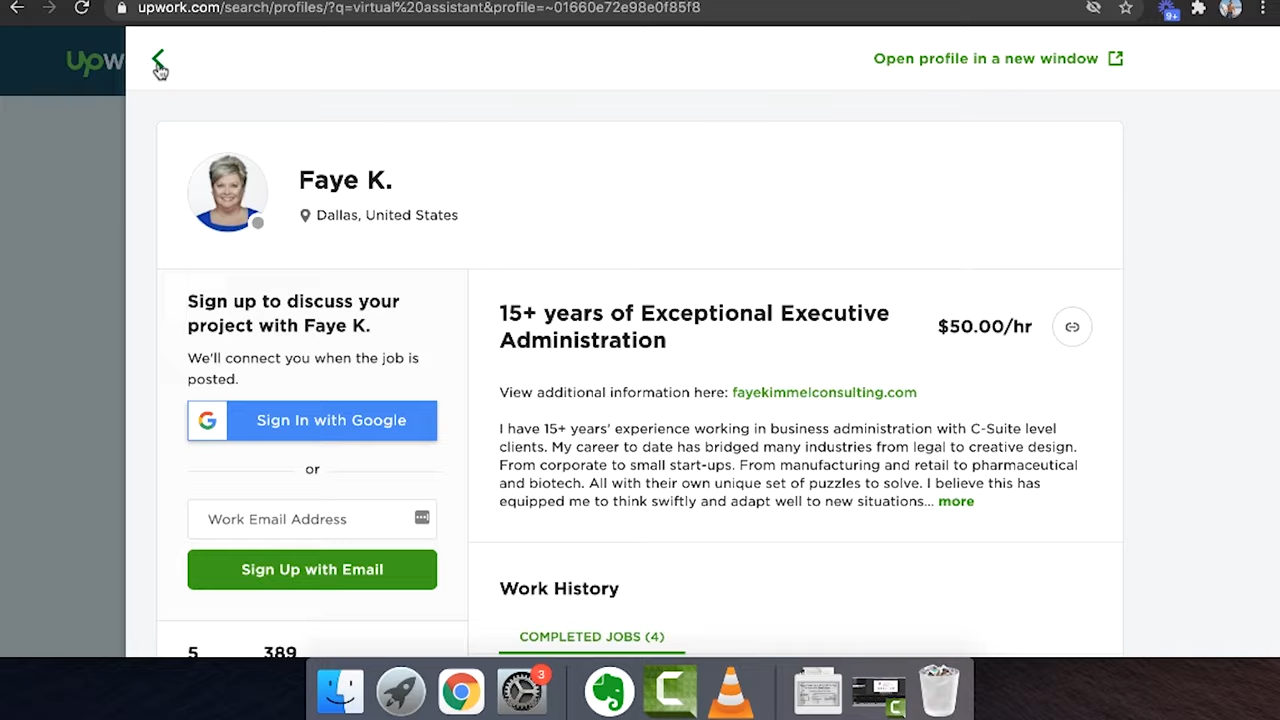 upwork.com/search/profiles/?q=virtual%20assistant&profile=~01660e72e98e0f85f8
9+
Upw
Open profile in a new window
Faye K.
Dallas, United States
Sign up to discuss your
project with Faye K.
We'll connect you when the job is
posted.
G
Sign In with Google
or
Work Email Address
Sign Up with Email
5 389
15+ years of Exceptional Executive
Administration
$50.00/hr
View additional information here: fayekimmelconsulting.com
I have 15+ years' experience working in business administration with C-Suite level
clients. My career to date has bridged many industries from legal to creative design.
From corporate to small start-ups. From manufacturing and retail to pharmaceutical
and biotech. All with their own unique set of puzzles to solve. I believe this has
equipped me to think swiftly and adapt well to new situations... more
Work History
COMPLETED JOBS (4)
3